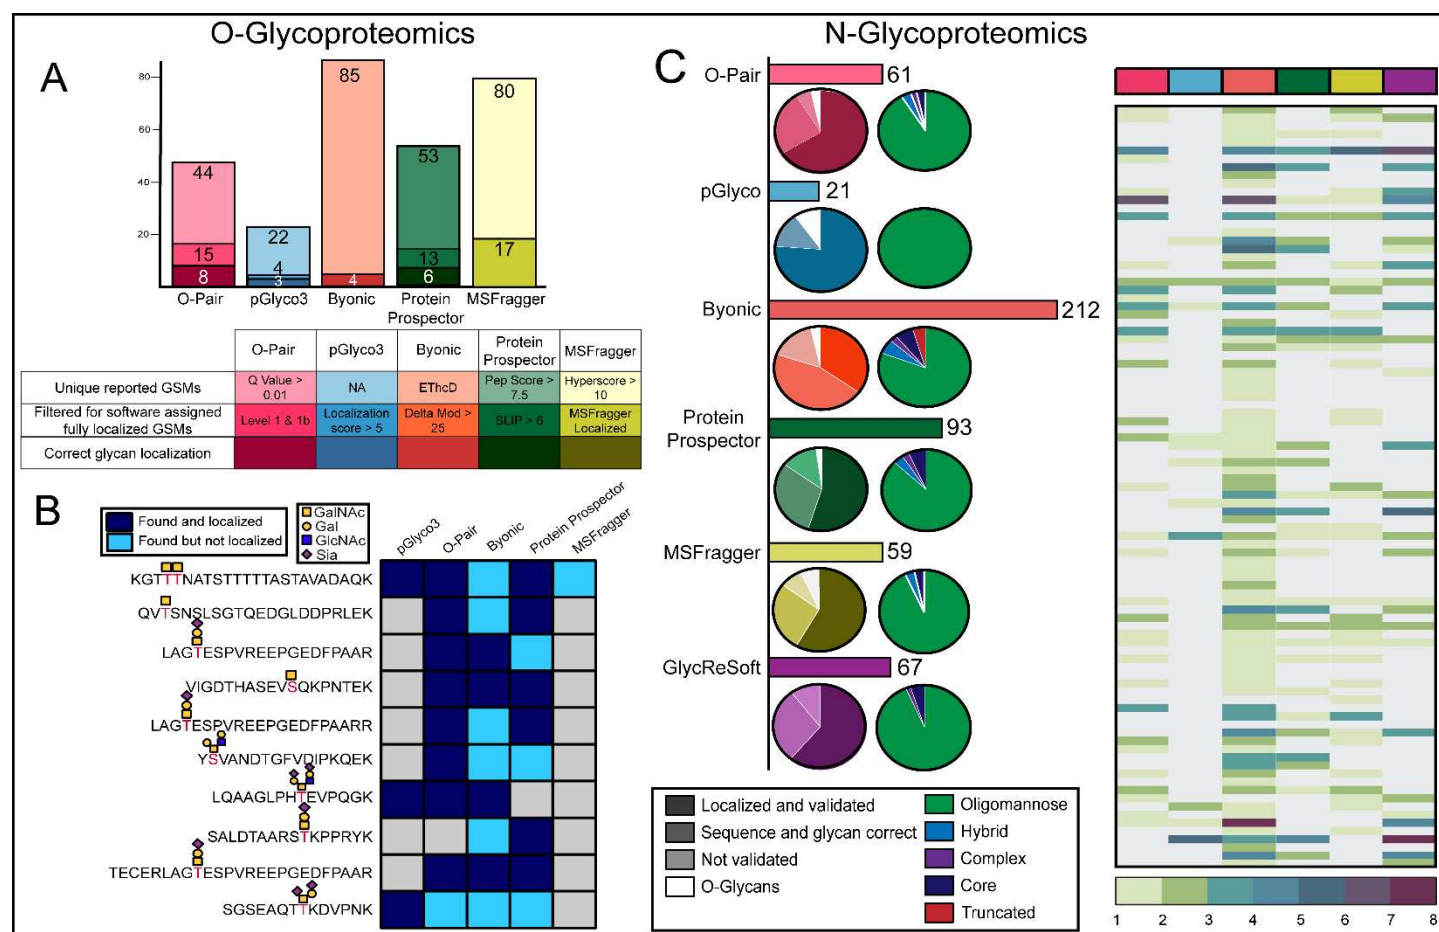 O-Glycoproteomics
N-Glycoproteomics
A
80
60
40
20
44
15
8
22
4
3
85
4
53
13
6
80
17
O-Pair
pGlyco3
Byonic
Protein
Prospector
MSFragger
O-Pair
pGlyco3
Byonic
Protein
Prospector
MSFragger
Unique reported GSMs
Q Value >
0.01
NA
EThcD
Pep Score >
7.5
Hyperscore >
10
Filtered for software assigned
fully localized GSMs
Level 1 & 1b
Localization
score > 5
Delta Mod >
25
SLIP > 6
MSFragger
Localized
Correct glycan localization
B
Found and localized
Found but not localized
GalNAc
Gal
GlcNAc
Sia
pGlyco3
O-Pair
Byonic
Protein Prospector
MSFragger
KGTTTNATSTTTTTASTAVADAQK
QVTSNSLSGTQEDGLDDPRLEK
LAGTESPVREEPGEDFPAAR
VIGDTHASEVSQKPNTEK
LAGTESPVREEPGEDFPAARR
YSVANDTGFVDIPKQEK
LQAAGLPHTEVPQGK
SALDTAARSTKPPRYK
TECERLAGTESPVREEPGEDFPAAR
SGSEAQTTKDVPNK
C
O-Pair
61
pGlyco
21
Byonic
212
Protein
Prospector
93
MSFragger
59
GlycReSoft
67
Localized and validated
Sequence and glycan correct
Not validated
O-Glycans
Oligomannose
Hybrid
Complex
Core
Truncated
1 2 3 4 5 6 7 8